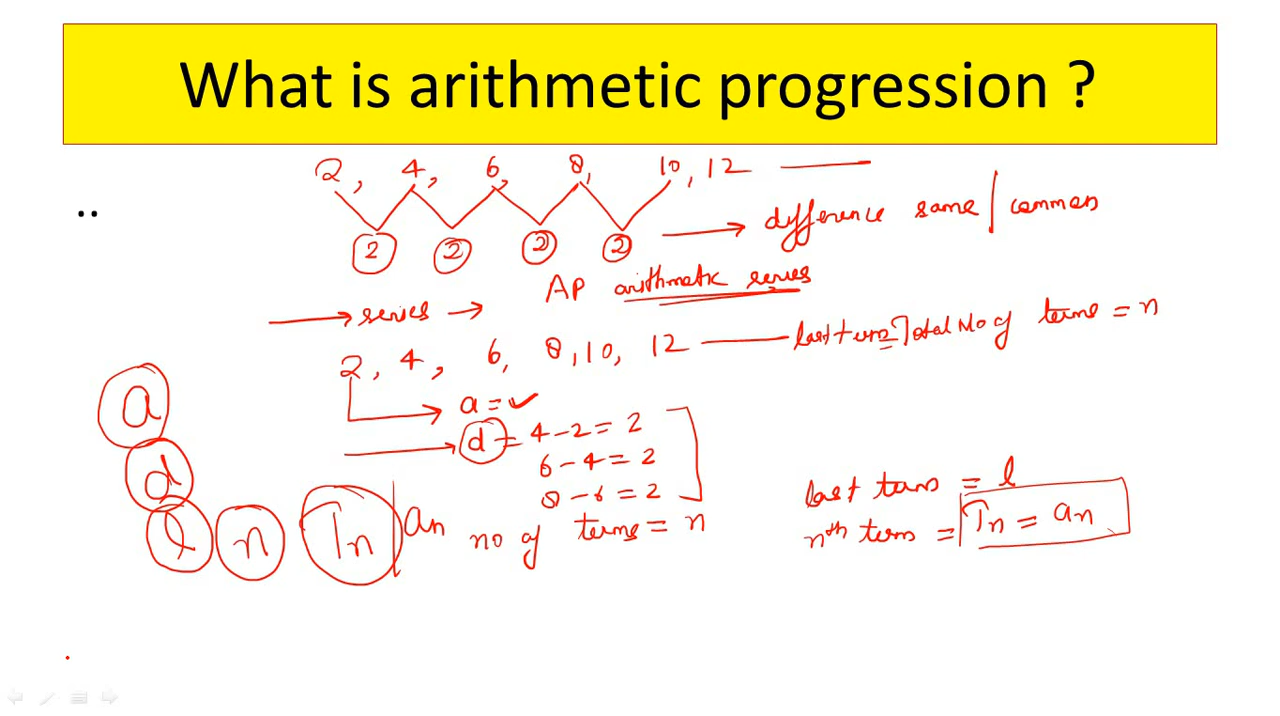 What is arithmetic progression ?
..
2, 4, 6, 8, 10, 12
2 2 2 2 → difference same / common
AP arithmetic series
→ series →
2, 4, 6, 8, 10, 12 — last term Total No of terms = n
a
a = ✓
d = 4 - 2 = 2
6 - 4 = 2
d
8 - 6 = 2
last term = l
l n Tn | an
no of terms = n
nth term = Tn = an